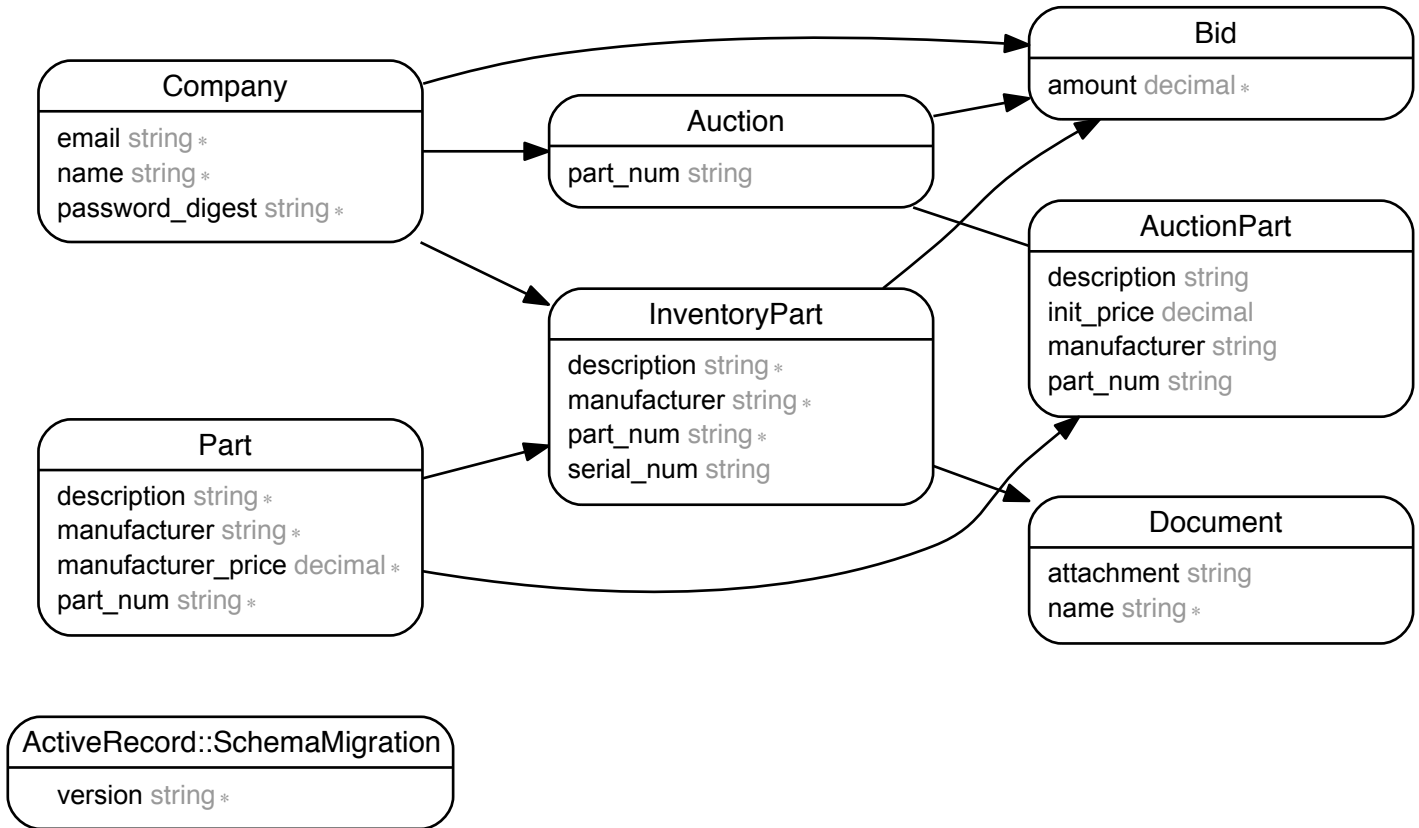 Company
email string *
name string *
password_digest string *
Part
description string *
manufacturer string *
manufacturer_price decimal *
part_num string *
ActiveRecord::SchemaMigration
version string *
Auction
part_num string
InventoryPart
description string *
manufacturer string *
part_num string *
serial_num string
Bid
amount decimal *
AuctionPart
description string
init_price decimal
manufacturer string
part_num string
Document
attachment string
name string *